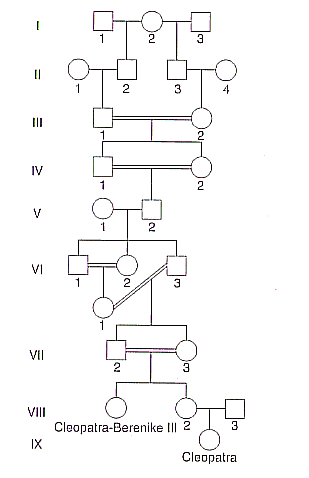 I
1 2 3
II
1 2 3 4
III
1 2
IV
1 2
V
1 2
VI
1 2 3
1
VII
2 3
VIII
Cleopatra-Berenike III 2 3
IX
Cleopatra